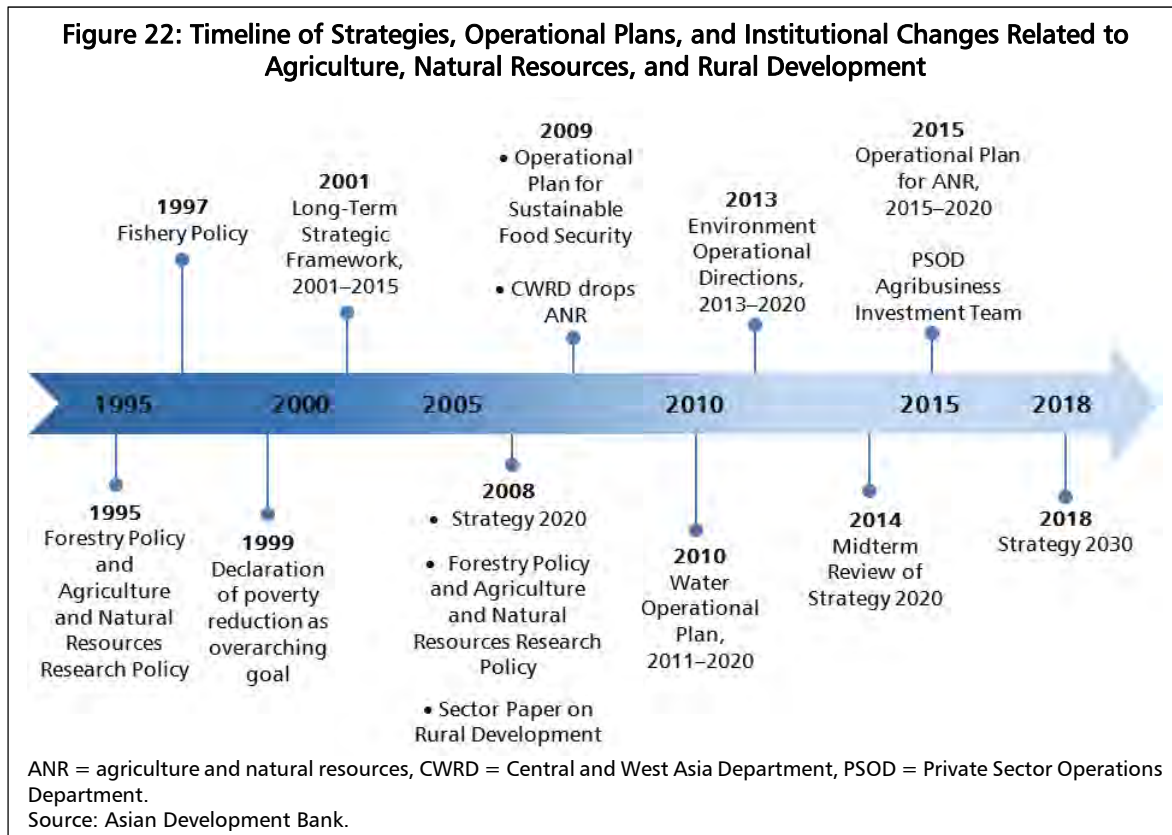 Figure 22: Timeline of Strategies, Operational Plans, and Institutional Changes Related to
Agriculture, Natural Resources, and Rural Development
1997
Fishery Policy
2001
Long-Term
Strategic
Framework,
2001–2015
2009
• Operational
Plan for
Sustainable
Food Security
• CWRD drops
ANR
2013
Environment
Operational
Directions,
2013–2020
2015
Operational Plan
for ANR,
2015–2020
PSOD
Agribusiness
Investment Team
1995 2000 2005 2010 2015 2018
1995
Forestry Policy
and
Agriculture
and Natural
Resources
Research Policy
1999
Declaration
of poverty
reduction as
overarching
goal
2008
• Strategy 2020
• Forestry Policy
and Agriculture
and Natural
Resources Research
Policy
• Sector Paper on
Rural Development
2010
Water
Operational
Plan,
2011–2020
2014
Midterm
Review of
Strategy 2020
2018
Strategy 2030
ANR = agriculture and natural resources, CWRD = Central and West Asia Department, PSOD = Private Sector Operations
Department.
Source: Asian Development Bank.